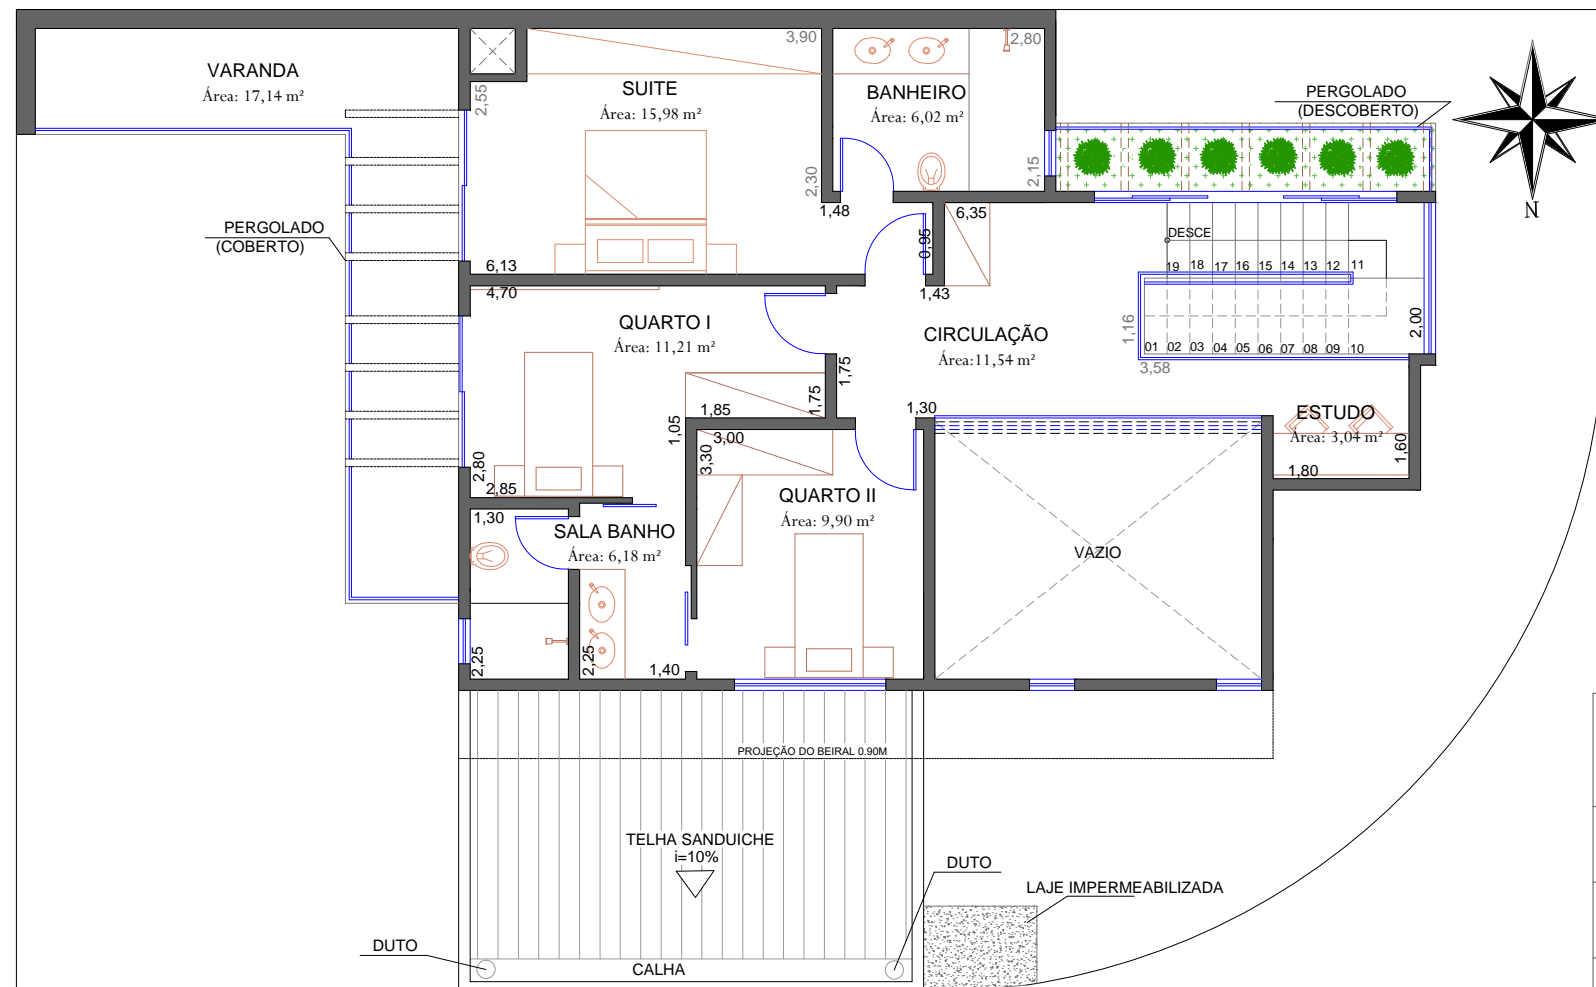 VARANDA
Área: 17,14 m²
SUITE
Área: 15,98 m²
3,90
2,55
2,30
6,13
BANHEIRO
Área: 6,02 m²
2,80
2,15
1,48
PERGOLADO
(DESCOBERTO)
N
PERGOLADO
(COBERTO)
0,95
6,35
1,43
DESCE
19
18
17
16
15
14
13
12
11
01
02
03
04
05
06
07
08
09
10
1,16
3,58
2,00
4,70
QUARTO I
Área: 11,21 m²
1,75
1,75
1,85
2,80
2,85
CIRCULAÇÃO
Área:11,54 m²
1,30
ESTUDO
Área: 3,04 m²
1,60
1,80
1,05
3,00
3,30
QUARTO II
Área: 9,90 m²
1,30
SALA BANHO
Área: 6,18 m²
2,25
2,25
1,40
VAZIO
PROJEÇÃO DO BEIRAL 0.90M
TELHA SANDUICHE
i=10%
DUTO
LAJE IMPERMEABILIZADA
DUTO
CALHA